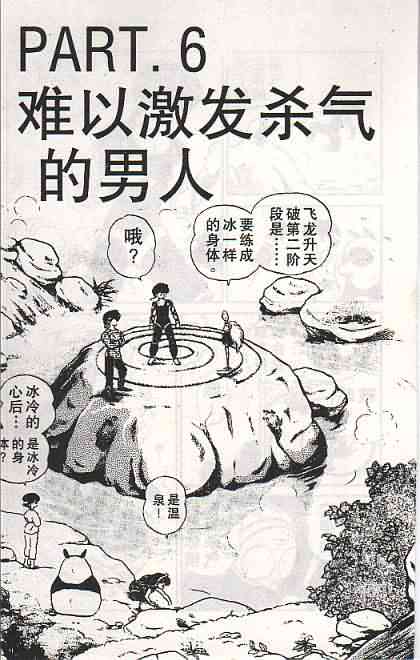 PART. 6
难以激发杀气
的男人
飞龙升天
破第二阶
段是……
要练成
冰一样
的身体。
哦?
冰冷的
心后…
是冰冷
的身
体?
是温
泉!